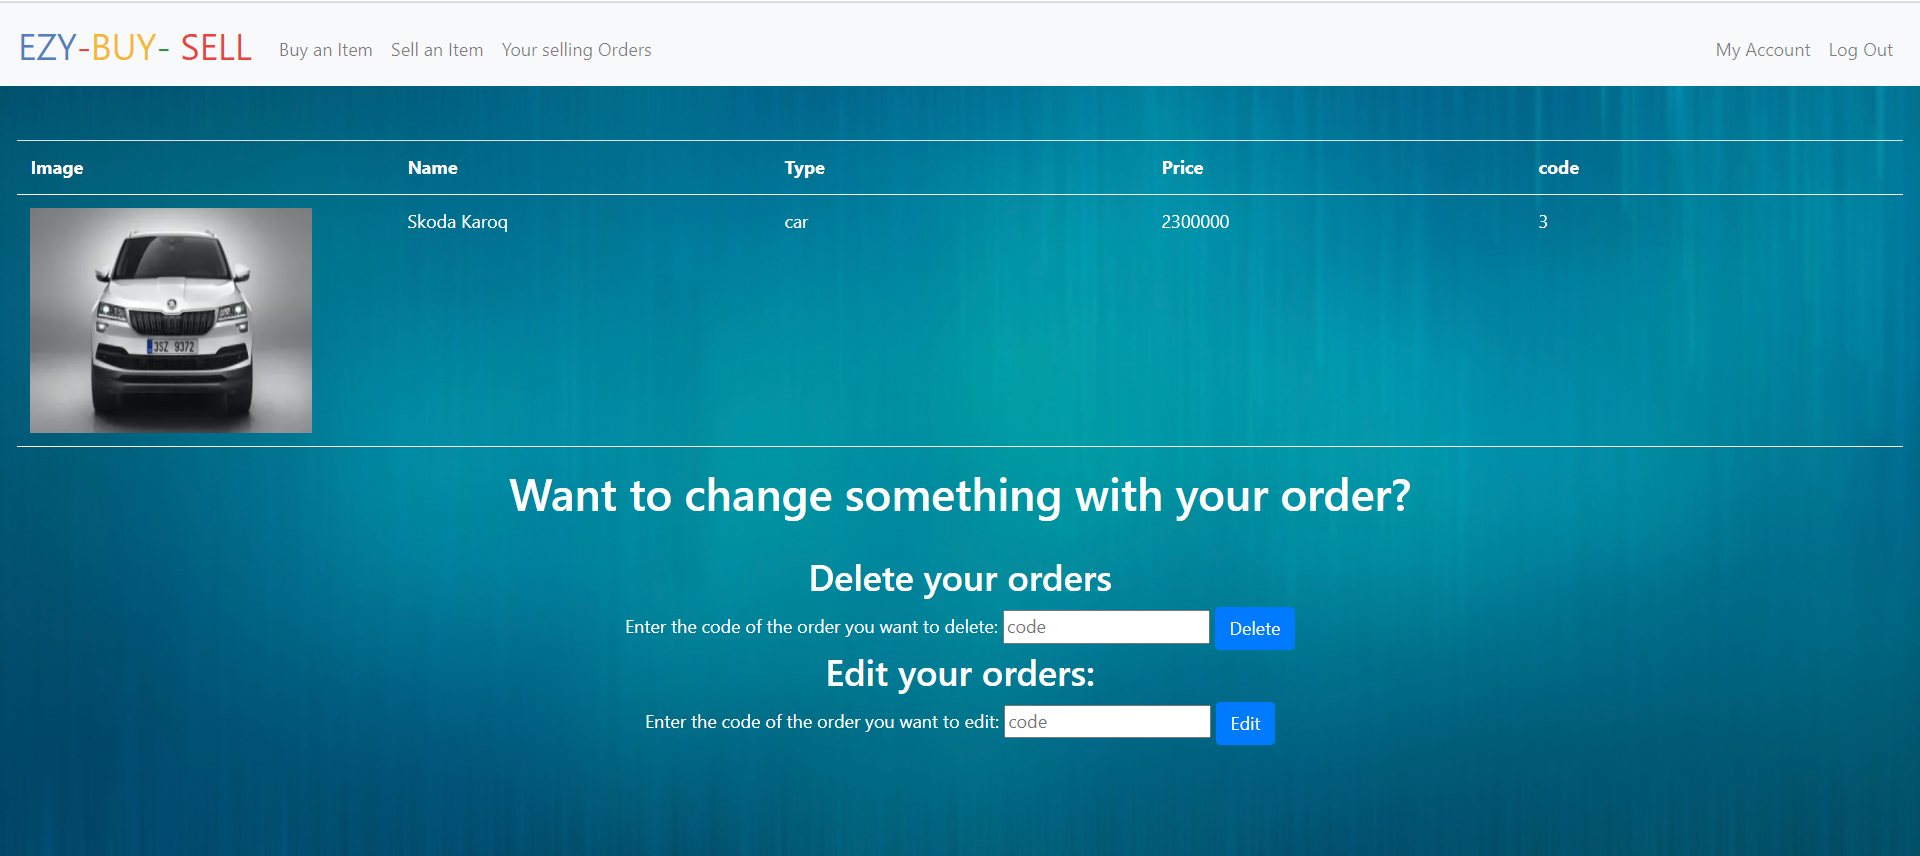 EZY-BUY- SELL Buy an Item Sell an Item Your selling Orders My Account Log Out
Image Name Type Price code
Skoda Karoq car 2300000 3
3SZ 9372
Want to change something with your order?
Delete your orders
Enter the code of the order you want to delete: code Delete
Edit your orders:
Enter the code of the order you want to edit: code Edit